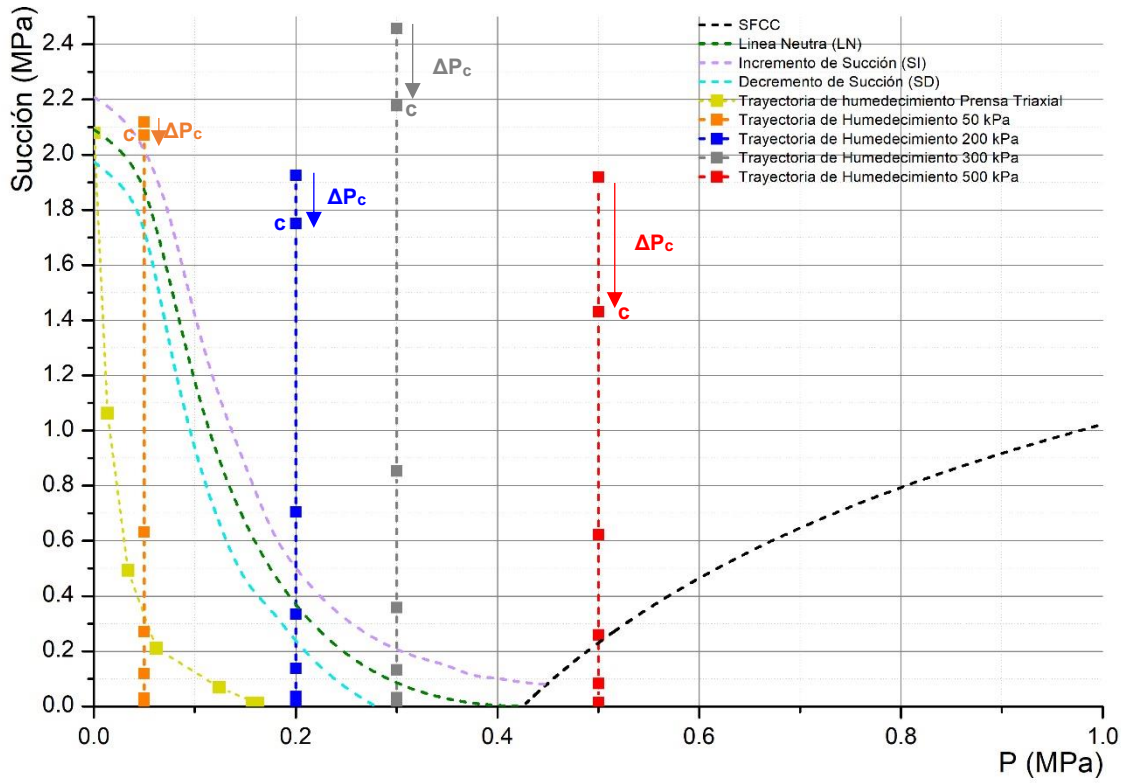 Succión (MPa)
2.4
2.2
2.0
1.8
1.6
1.4
1.2
1.0
0.8
0.6
0.4
0.2
0.0
0.0
0.2
0.4
0.6
0.8
1.0
P (MPa)
SFCC
Linea Neutra (LN)
Incremento de Succión (SI)
Decremento de Succión (SD)
Trayectoria de humedecimiento Prensa Triaxial
Trayectoria de Humedecimiento 50 kPa
Trayectoria de Humedecimiento 200 kPa
Trayectoria de Humedecimiento 300 kPa
Trayectoria de Humedecimiento 500 kPa
c
ΔPc
c
ΔPc
ΔPc
c
ΔPc
c